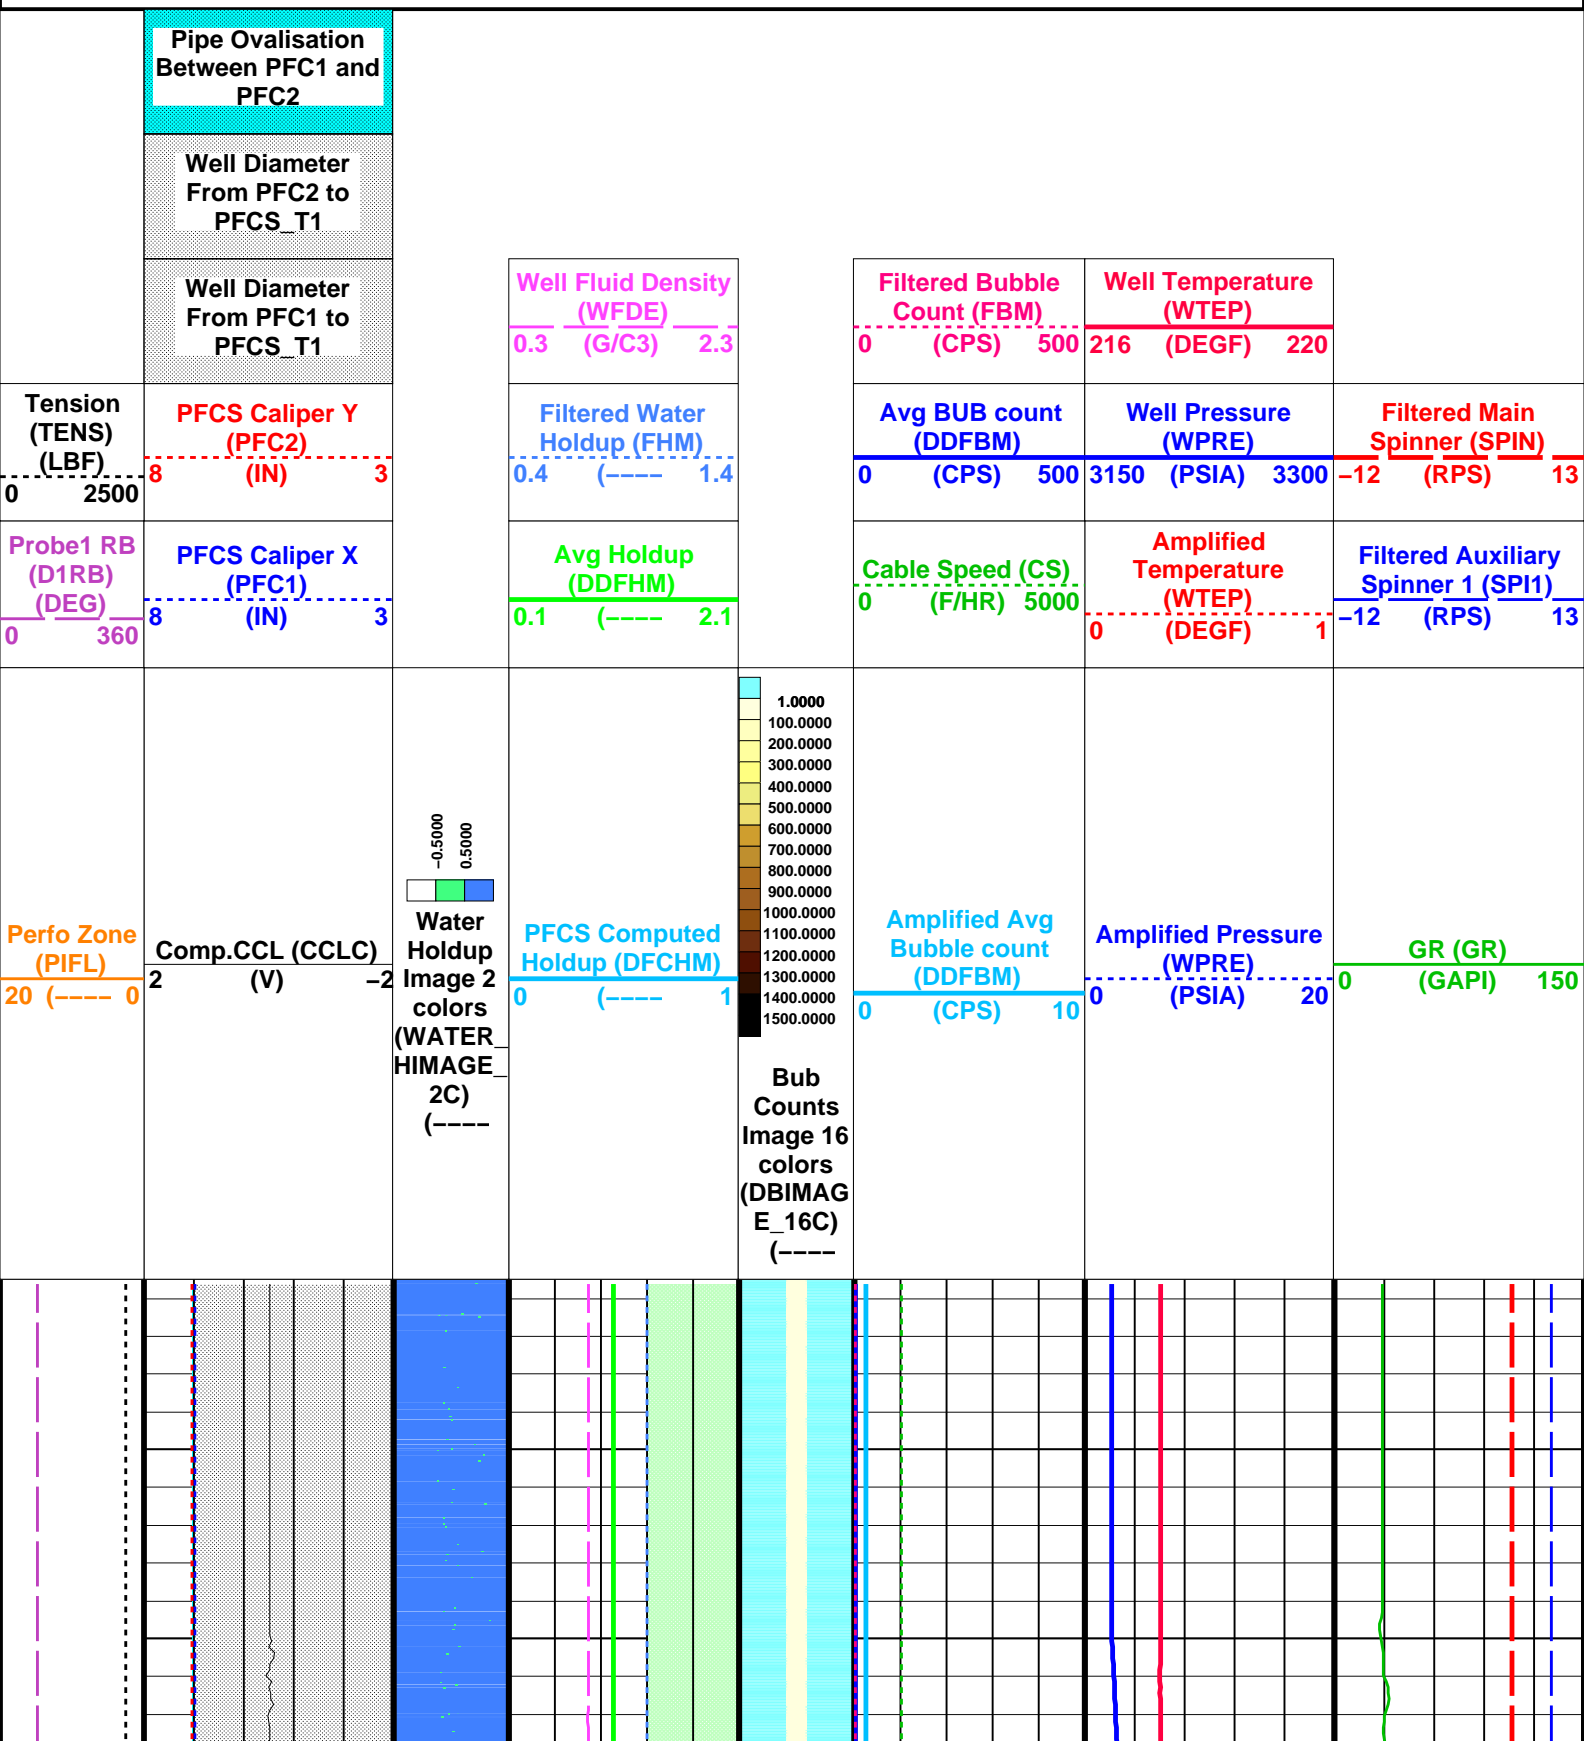 Pipe Ovalisation
Between PFC1 and
PFC2
Well Diameter
From PFC2 to
PFCS_T1
Well Diameter
From PFC1 to
PFCS_T1
Well Fluid Density
(WFDE)
0.3 (G/C3) 2.3
Filtered Bubble
Count (FBM)
0 (CPS) 500
Well Temperature
(WTEP)
216 (DEGF) 220
Tension
(TENS)
(LBF)
0 2500
PFCS Caliper Y
(PFC2)
8 (IN) 3
Filtered Water
Holdup (FHM)
0.4 (---- 1.4
Avg BUB count
(DDFBM)
0 (CPS) 500
Well Pressure
(WPRE)
3150 (PSIA) 3300
Filtered Main
Spinner (SPIN)
−12 (RPS) 13
Probe1 RB
(D1RB)
(DEG)
0 360
PFCS Caliper X
(PFC1)
8 (IN) 3
Avg Holdup
(DDFHM)
0.1 (---- 2.1
Cable Speed (CS)
0 (F/HR) 5000
Amplified
Temperature
(WTEP)
0 (DEGF) 1
Filtered Auxiliary
Spinner 1 (SPI1)
−12 (RPS) 13
Perfo Zone
(PIFL)
20 (---- 0
Comp.CCL (CCLC)
2 (V) −2
−0.5000
0.5000
Water
Holdup
Image 2
colors
(WATER_
HIMAGE_
2C)
(----
PFCS Computed
Holdup (DFCHM)
0 (---- 1
1.0000
100.0000
200.0000
300.0000
400.0000
500.0000
600.0000
700.0000
800.0000
900.0000
1000.0000
1100.0000
1200.0000
1300.0000
1400.0000
1500.0000
Bub
Counts
Image 16
colors
(DBIMAG
E_16C)
(----
Amplified Avg
Bubble count
(DDFBM)
0 (CPS) 10
Amplified Pressure
(WPRE)
0 (PSIA) 20
GR (GR)
0 (GAPI) 150